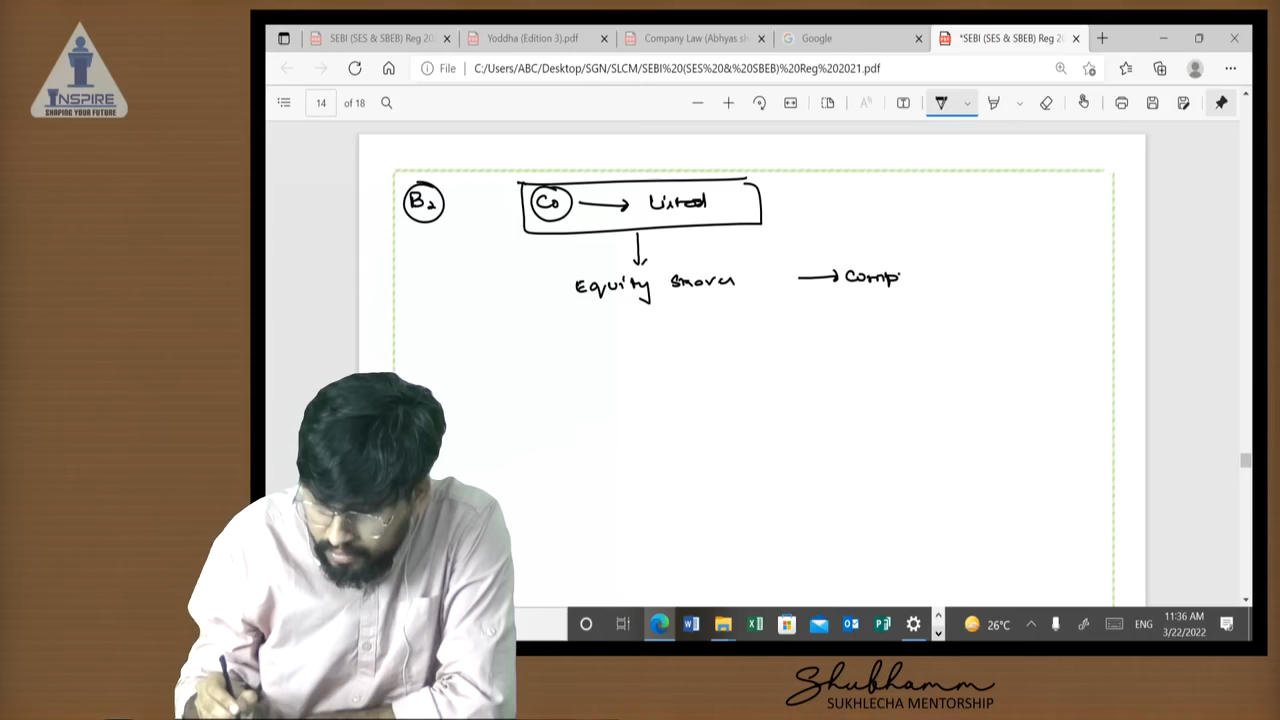 INSPIRE
SHAPING YOUR FUTURE
SEBI (SES & SBEB) Reg 20
Yoddha (Edition 3).pdf
Company Law (Abhyas sh
Google
*SEBI (SES & SBEB) Reg 20
File
C:/Users/ABC/Desktop/SGN/SLCM/SEBI%20(SES%20&%20SBEB)%20Reg%202021.pdf
14 of 18
B2
Co → Listed
Equity Shares → Comp
26°C
ENG
11:36 AM
3/22/2022
Shubhamm
SUKHLECHA MENTORSHIP